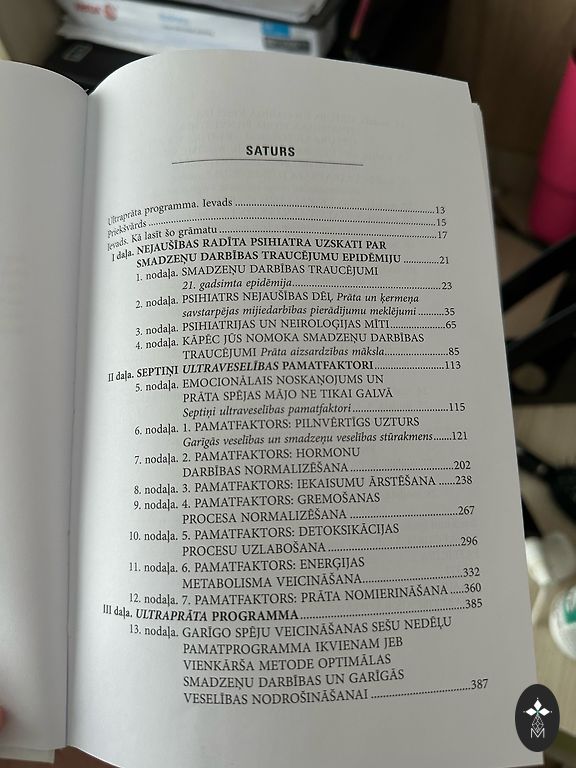 SATURS
Ultraprāta programma. Ievads ........ 13
Priekšvārds ........ 15
Ievads. Kā lasīt šo grāmatu ........ 17
I daļa. NEJAUŠĪBAS RADĪTA PSIHIATRA UZSKATI PAR
SMADZEŅU DARBĪBAS TRAUCĒJUMU EPIDĒMIJU ........ 21
1. nodaļa. SMADZEŅU DARBĪBAS TRAUCĒJUMI
21. gadsimta epidēmija ........ 23
2. nodaļa. PSIHIATRS NEJAUŠĪBAS DĒĻ Prāta un ķermeņa
savstarpējas mijiedarbības pierādījumu meklējumi ........ 35
3. nodaļa. PSIHIATRIJAS UN NEIROLOĢIJAS MĪTI ........ 65
4. nodaļa. KĀPĒC JŪS NOMOKA SMADZEŅU DARBĪBAS
TRAUCĒJUMI Prāta aizsardzības māksla ........ 85
II daļa. SEPTIŅI ULTRAVESELĪBAS PAMATFAKTORI ........ 113
5. nodaļa. EMOCIONĀLAIS NOSKAŅOJUMS UN
PRĀTA SPĒJAS MĀJO NE TIKAI GALVĀ
Septiņi ultraveselības pamatfaktori ........ 115
6. nodaļa. 1. PAMATFAKTORS: PILNVĒRTĪGS UZTURS
Garīgās veselības un smadzeņu veselības stūrakmens ........ 121
7. nodaļa. 2. PAMATFAKTORS: HORMONU
DARBĪBAS NORMALIZĒŠANA ........ 202
8. nodaļa. 3. PAMATFAKTORS: IEKAISUMU ĀRSTĒŠANA ........ 238
9. nodaļa. 4. PAMATFAKTORS: GREMOŠANAS
PROCESA NORMALIZĒŠANA ........ 267
10. nodaļa. 5. PAMATFAKTORS: DETOKSIKĀCIJAS
PROCESU UZLABOŠANA ........ 296
11. nodaļa. 6. PAMATFAKTORS: ENERĢIJAS
METABOLISMA VEICINĀŠANA ........ 332
12. nodaļa. 7. PAMATFAKTORS: PRĀTA NOMIERINĀŠANA ........ 360
III daļa. ULTRAPRĀTA PROGRAMMA ........ 385
13. nodaļa. GARĪGO SPĒJU VEICINĀŠANAS SEŠU NEDĒĻU
PAMATPROGRAMMA IKVIENAM JEB
VIENKĀRŠA METODE OPTIMĀLAS
SMADZEŅU DARBĪBAS UN GARĪGĀS
VESELĪBAS NODROŠINĀŠANAI ........ 387
M